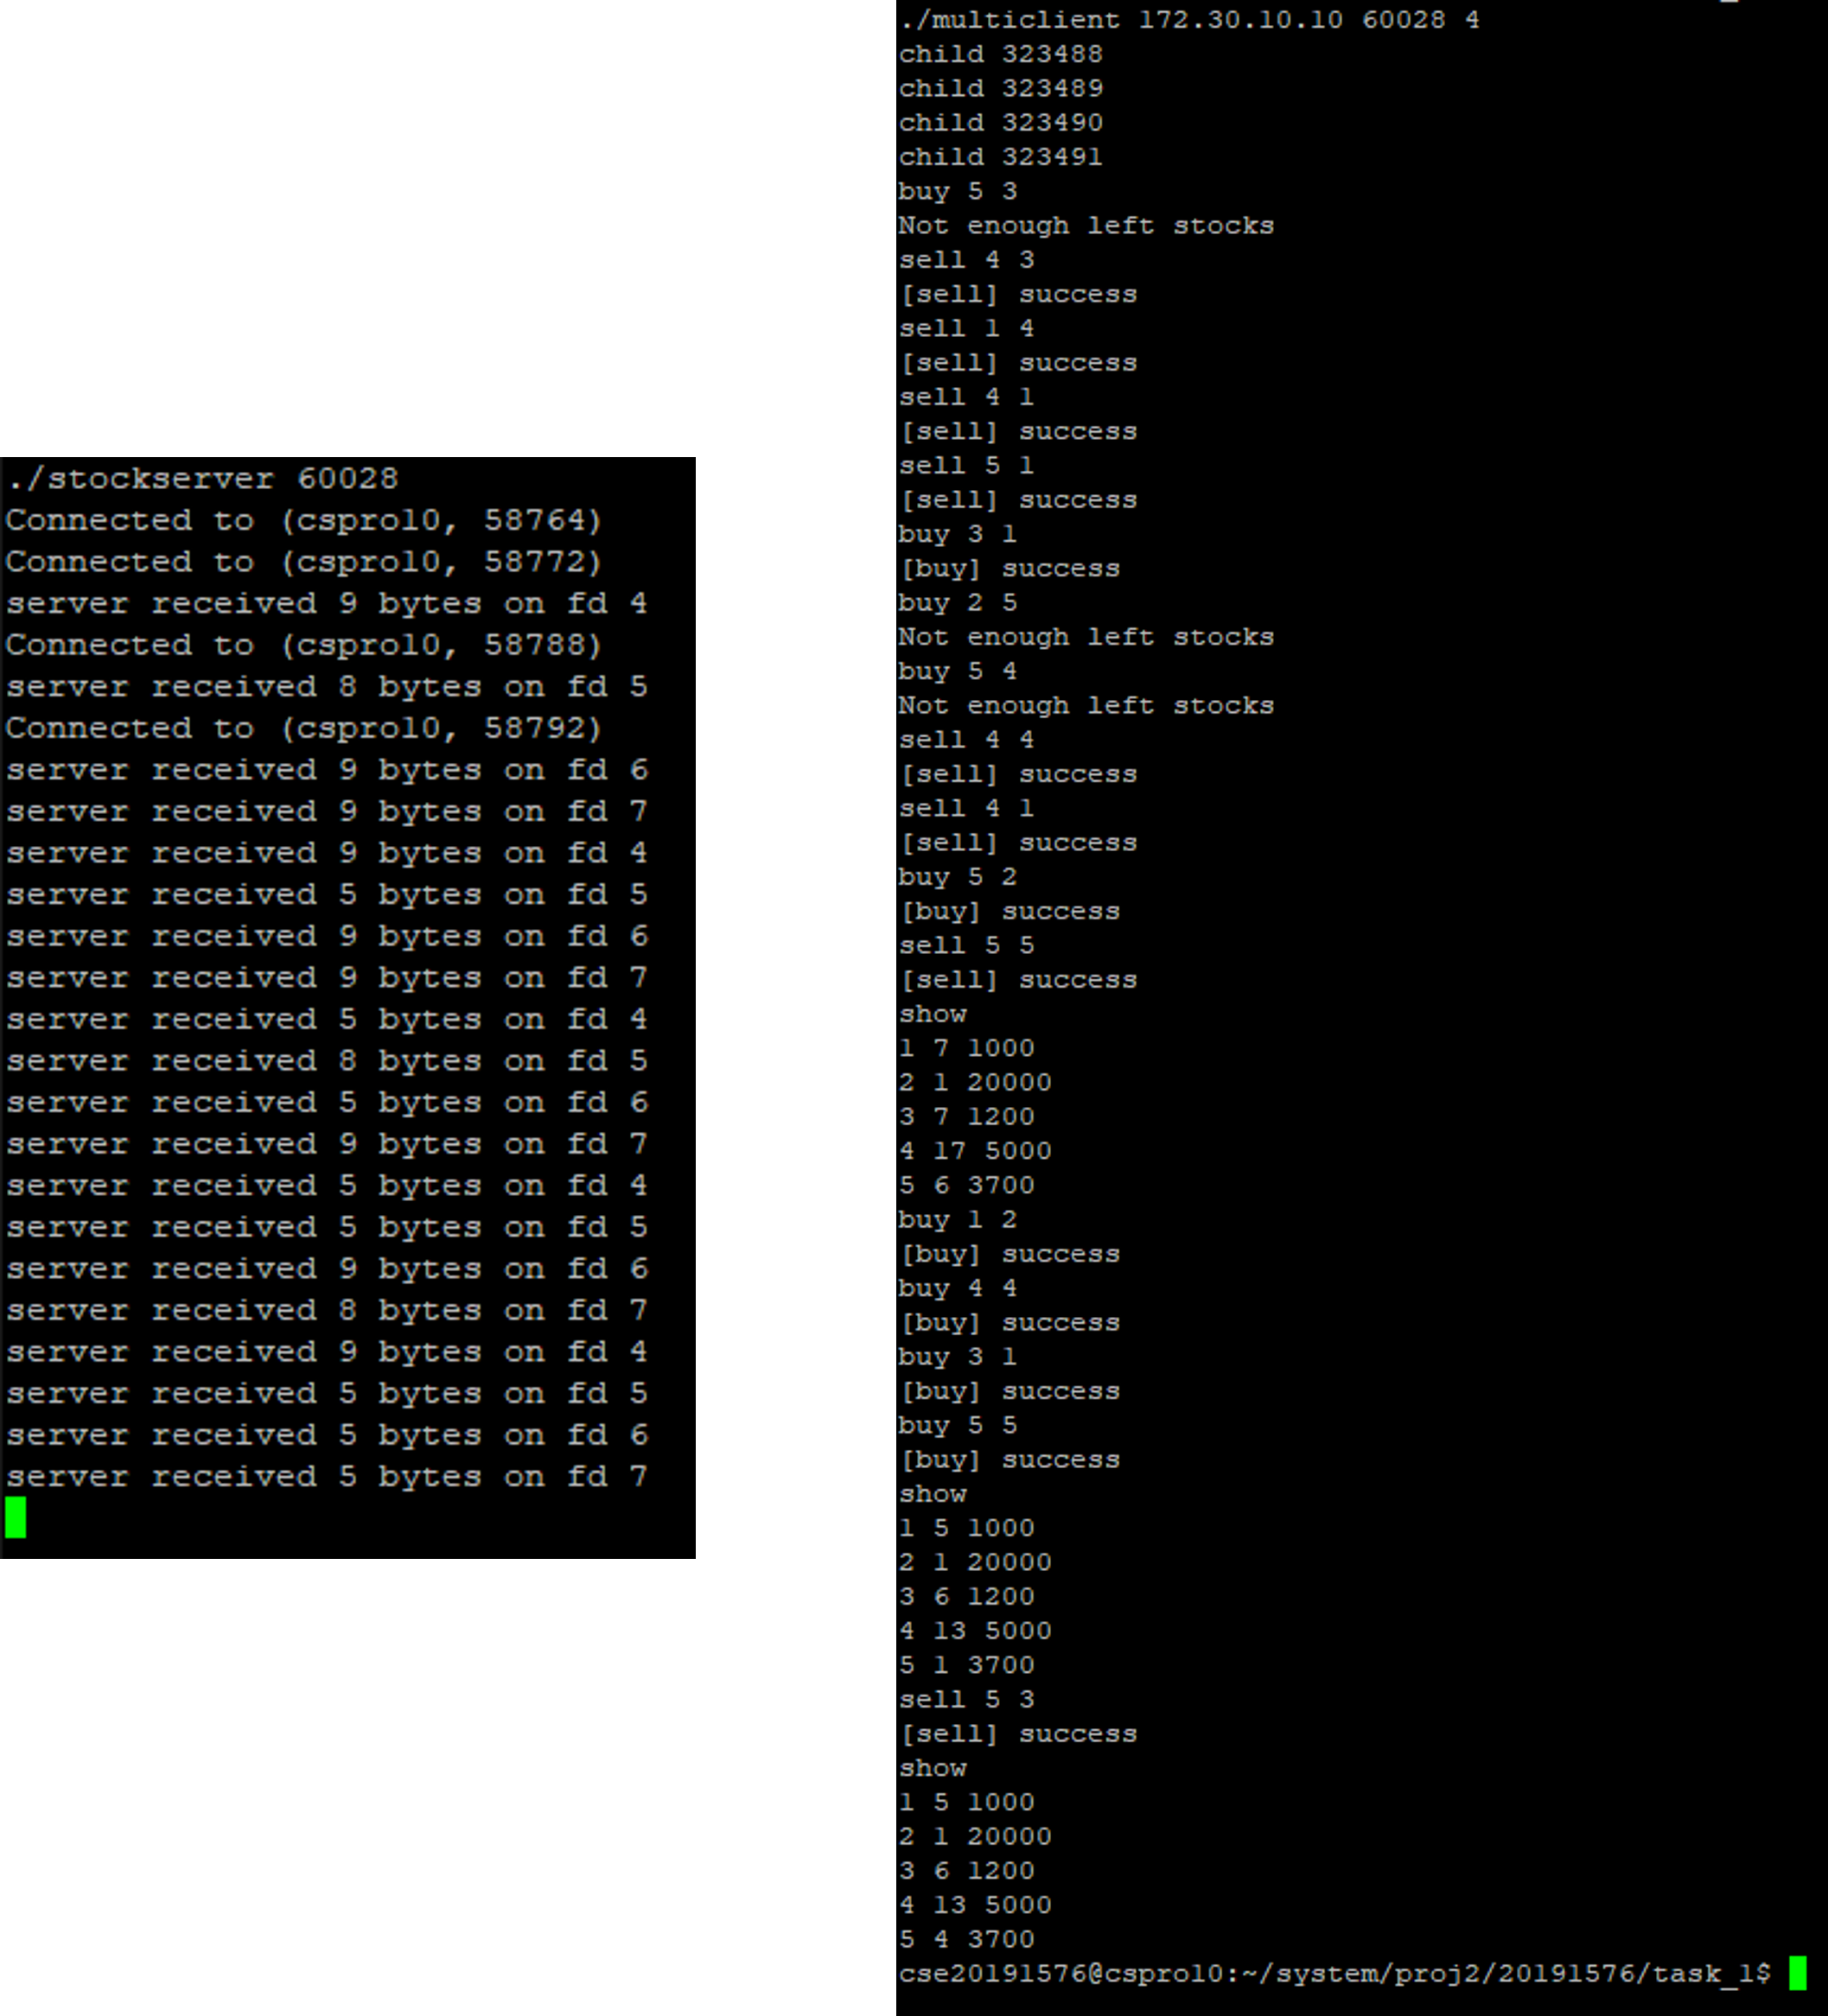 ./stockserver 60028
Connected to (cspro10, 58764)
Connected to (cspro10, 58772)
server received 9 bytes on fd 4
Connected to (cspro10, 58788)
server received 8 bytes on fd 5
Connected to (cspro10, 58792)
server received 9 bytes on fd 6
server received 9 bytes on fd 7
server received 9 bytes on fd 4
server received 5 bytes on fd 5
server received 9 bytes on fd 6
server received 9 bytes on fd 7
server received 5 bytes on fd 4
server received 8 bytes on fd 5
server received 5 bytes on fd 6
server received 9 bytes on fd 7
server received 5 bytes on fd 4
server received 5 bytes on fd 5
server received 9 bytes on fd 6
server received 8 bytes on fd 7
server received 9 bytes on fd 4
server received 5 bytes on fd 5
server received 5 bytes on fd 6
server received 5 bytes on fd 7
./multiclient 172.30.10.10 60028 4
child 323488
child 323489
child 323490
child 323491
buy 5 3
Not enough left stocks
sell 4 3
[sell] success
sell 1 4
[sell] success
sell 4 1
[sell] success
sell 5 1
[sell] success
buy 3 1
[buy] success
buy 2 5
Not enough left stocks
buy 5 4
Not enough left stocks
sell 4 4
[sell] success
sell 4 1
[sell] success
buy 5 2
[buy] success
sell 5 5
[sell] success
show
1 7 1000
2 1 20000
3 7 1200
4 17 5000
5 6 3700
buy 1 2
[buy] success
buy 4 4
[buy] success
buy 3 1
[buy] success
buy 5 5
[buy] success
show
1 5 1000
2 1 20000
3 6 1200
4 13 5000
5 1 3700
sell 5 3
[sell] success
show
1 5 1000
2 1 20000
3 6 1200
4 13 5000
5 4 3700
cse20191576@cspro10:~/system/proj2/20191576/task_1$